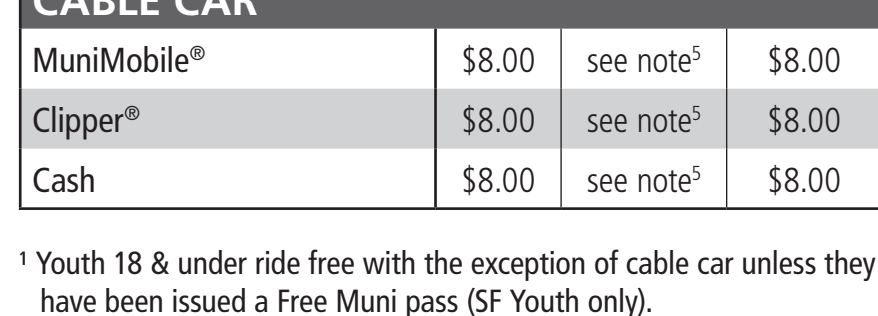 CABLE CAR
MuniMobile® $8.00 see note⁵ $8.00
Clipper® $8.00 see note⁵ $8.00
Cash $8.00 see note⁵ $8.00
¹ Youth 18 & under ride free with the exception of cable car unless they
have been issued a Free Muni pass (SF Youth only).